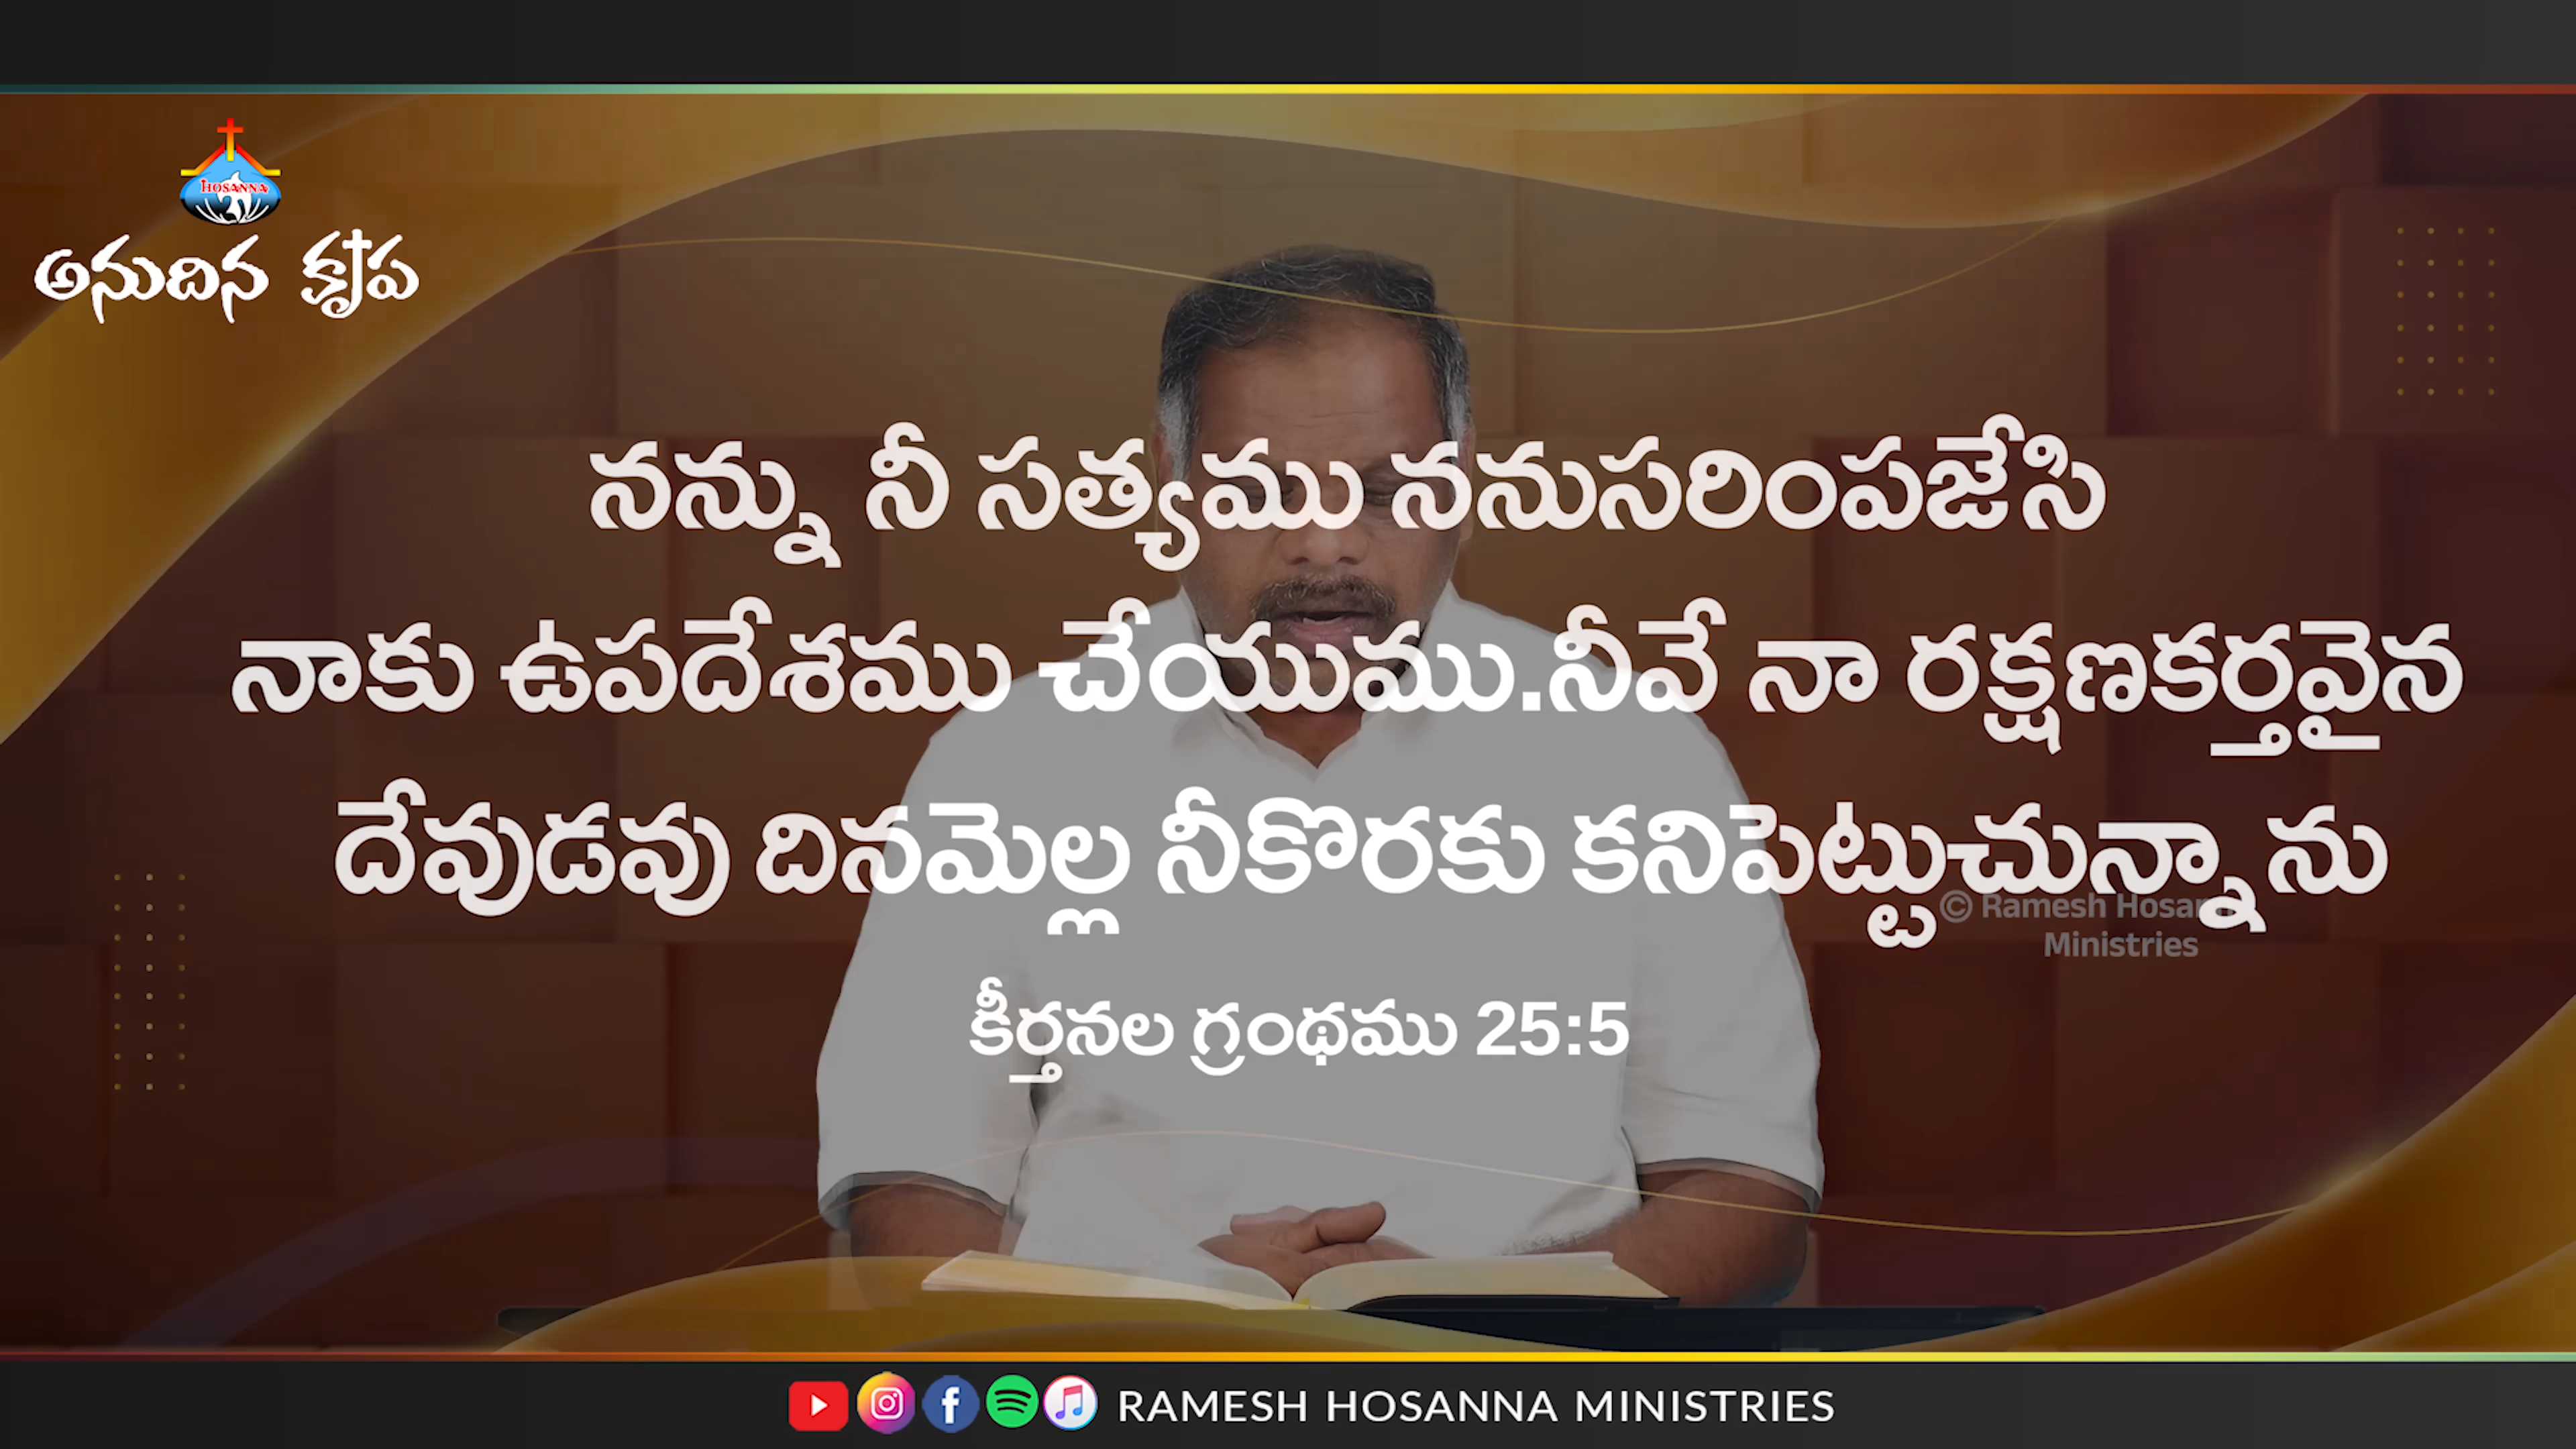 HOSANNA
అనుదిన కృప
నన్ను నీ సత్యము ననుసరింపజేసి
నాకు ఉపదేశము చేయుము.నీవే నా రక్షణకర్తవైన
దేవుడవు దినమెల్ల నీకొరకు కనిపెట్టుచున్నాను
© Ramesh
Ministries
కీర్తనల గ్రంథము 25:5
RAMESH HOSANNA MINISTRIES